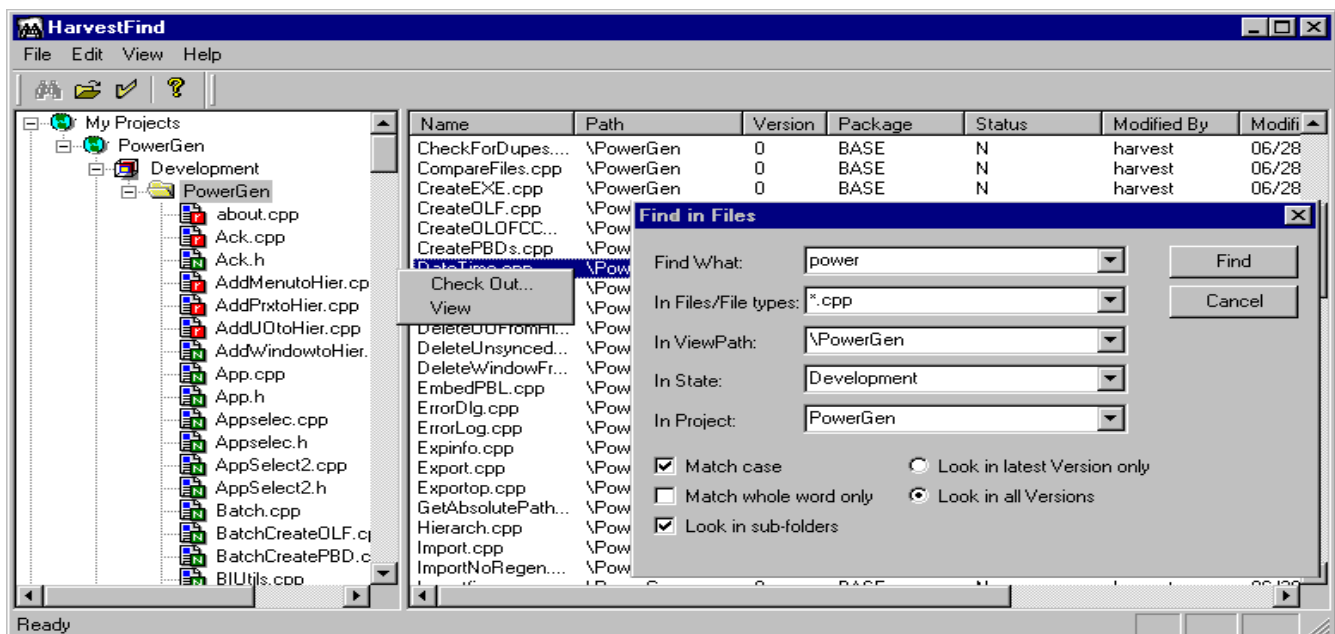 HarvestFind
File Edit View Help
My Projects
PowerGen
Development
PowerGen
about.cpp
Ack.cpp
Ack.h
AddMenutoHier.cp
AddPrxtoHier.cpp
AddUOtoHier.cpp
AddWindowtoHier.
App.cpp
App.h
Appselec.cpp
Appselec.h
AppSelect2.cpp
AppSelect2.h
Batch.cpp
BatchCreateOLF.c
BatchCreatePBD.c
BIUtils.cpp
Name Path Version Package Status Modified By Modifi
CheckForDupes.... \PowerGen 0 BASE N harvest 06/28
CompareFiles.cpp \PowerGen 0 BASE N harvest 06/28
CreateEXE.cpp \PowerGen 0 BASE N harvest 06/28
CreateOLF.cpp \Pow
CreateOLOFCC... \Pow
CreatePBDs.cpp \Pow
DateTime.cpp \Pow
\Pow
\Pow
DeleteUOFromHi... \Pow
DeleteUnsynced... \Pow
DeleteWindowFr... \Pow
EmbedPBL.cpp \Pow
ErrorDlg.cpp \Pow
ErrorLog.cpp \Pow
Expinfo.cpp \Pow
Export.cpp \Pow
Exportop.cpp \Pow
GetAbsolutePath... \Pow
Hierarch.cpp \Pow
Import.cpp \Pow
ImportNoRegen.... \Pow
Check Out...
View
Find in Files
Find What: power Find
In Files/File types: *.cpp Cancel
In ViewPath: \PowerGen
In State: Development
In Project: PowerGen
Match case Look in latest Version only
Match whole word only Look in all Versions
Look in sub-folders
Ready